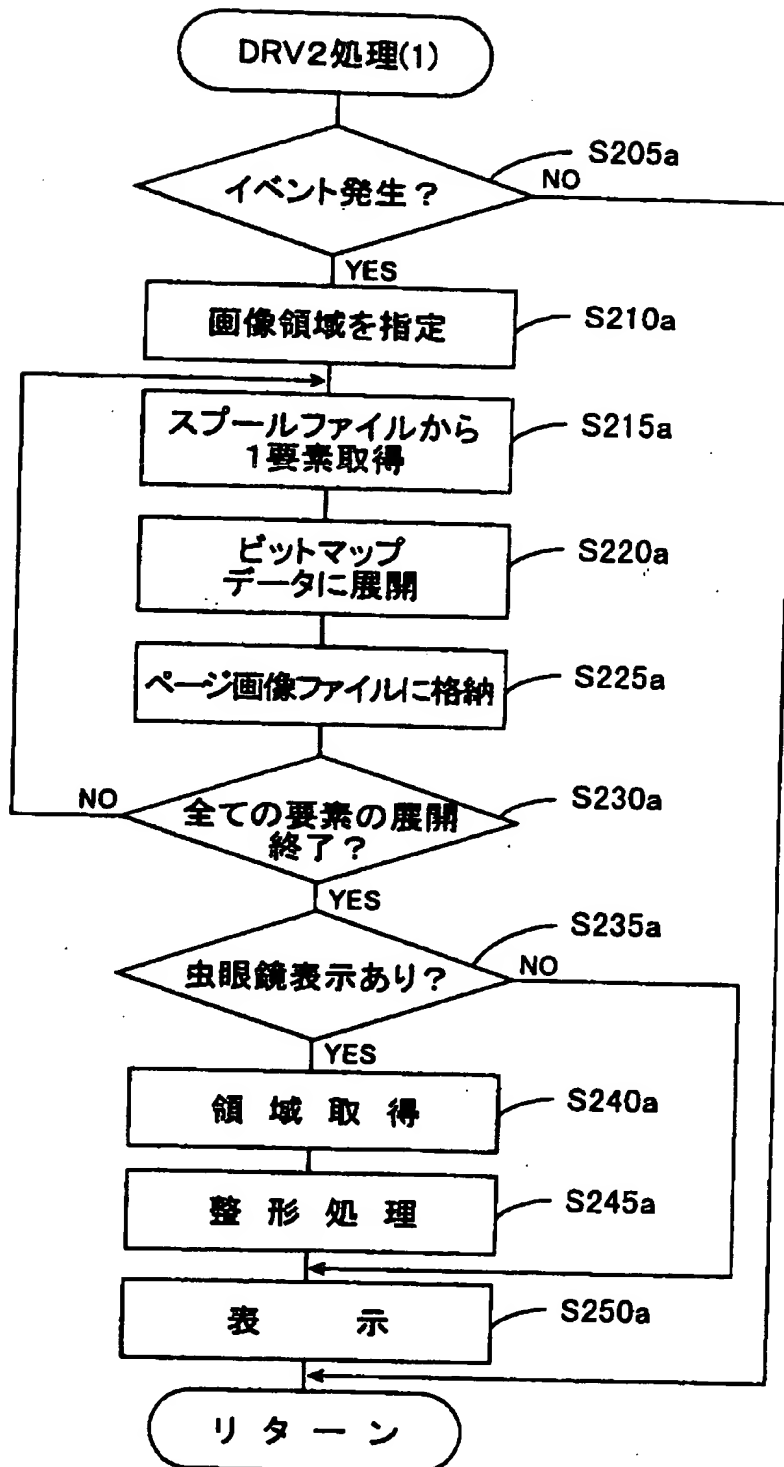 DRV2処理(1)
S205a
イベント発生?
NO
YES
画像領域を指定
S210a
スプールファイルから
1要素取得
S215a
ビットマップ
データに展開
S220a
ページ画像ファイルに格納
S225a
S230a
NO
全ての要素の展開
終了?
YES
S235a
虫眼鏡表示あり?
NO
YES
領域取得
S240a
整形処理
S245a
表示
S250a
リターン